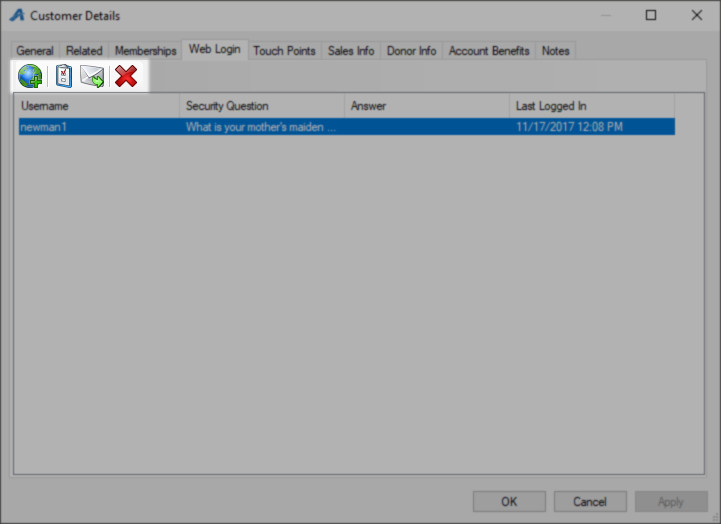 Customer Details
General Related Memberships Web Login Touch Points Sales Info Donor Info Account Benefits Notes
Username Security Question Answer Last Logged In
newman1 What is your mother's maiden ... 11/17/2017 12:08 PM
OK Cancel Apply